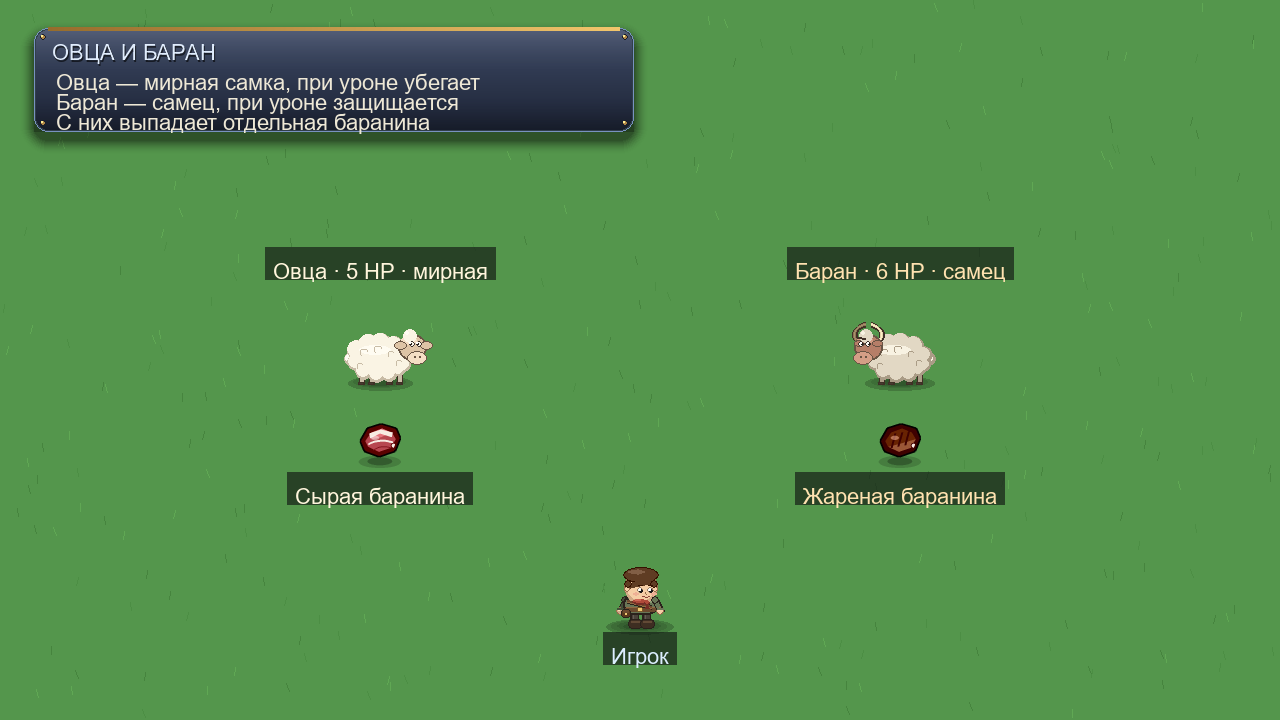 ОВЦА И БАРАН
Овца — мирная самка, при уроне убегает
Баран — самец, при уроне защищается
С них выпадает отдельная баранина
Овца · 5 HP · мирная
Баран · 6 HP · самец
Сырая баранина
Жареная баранина
Игрок